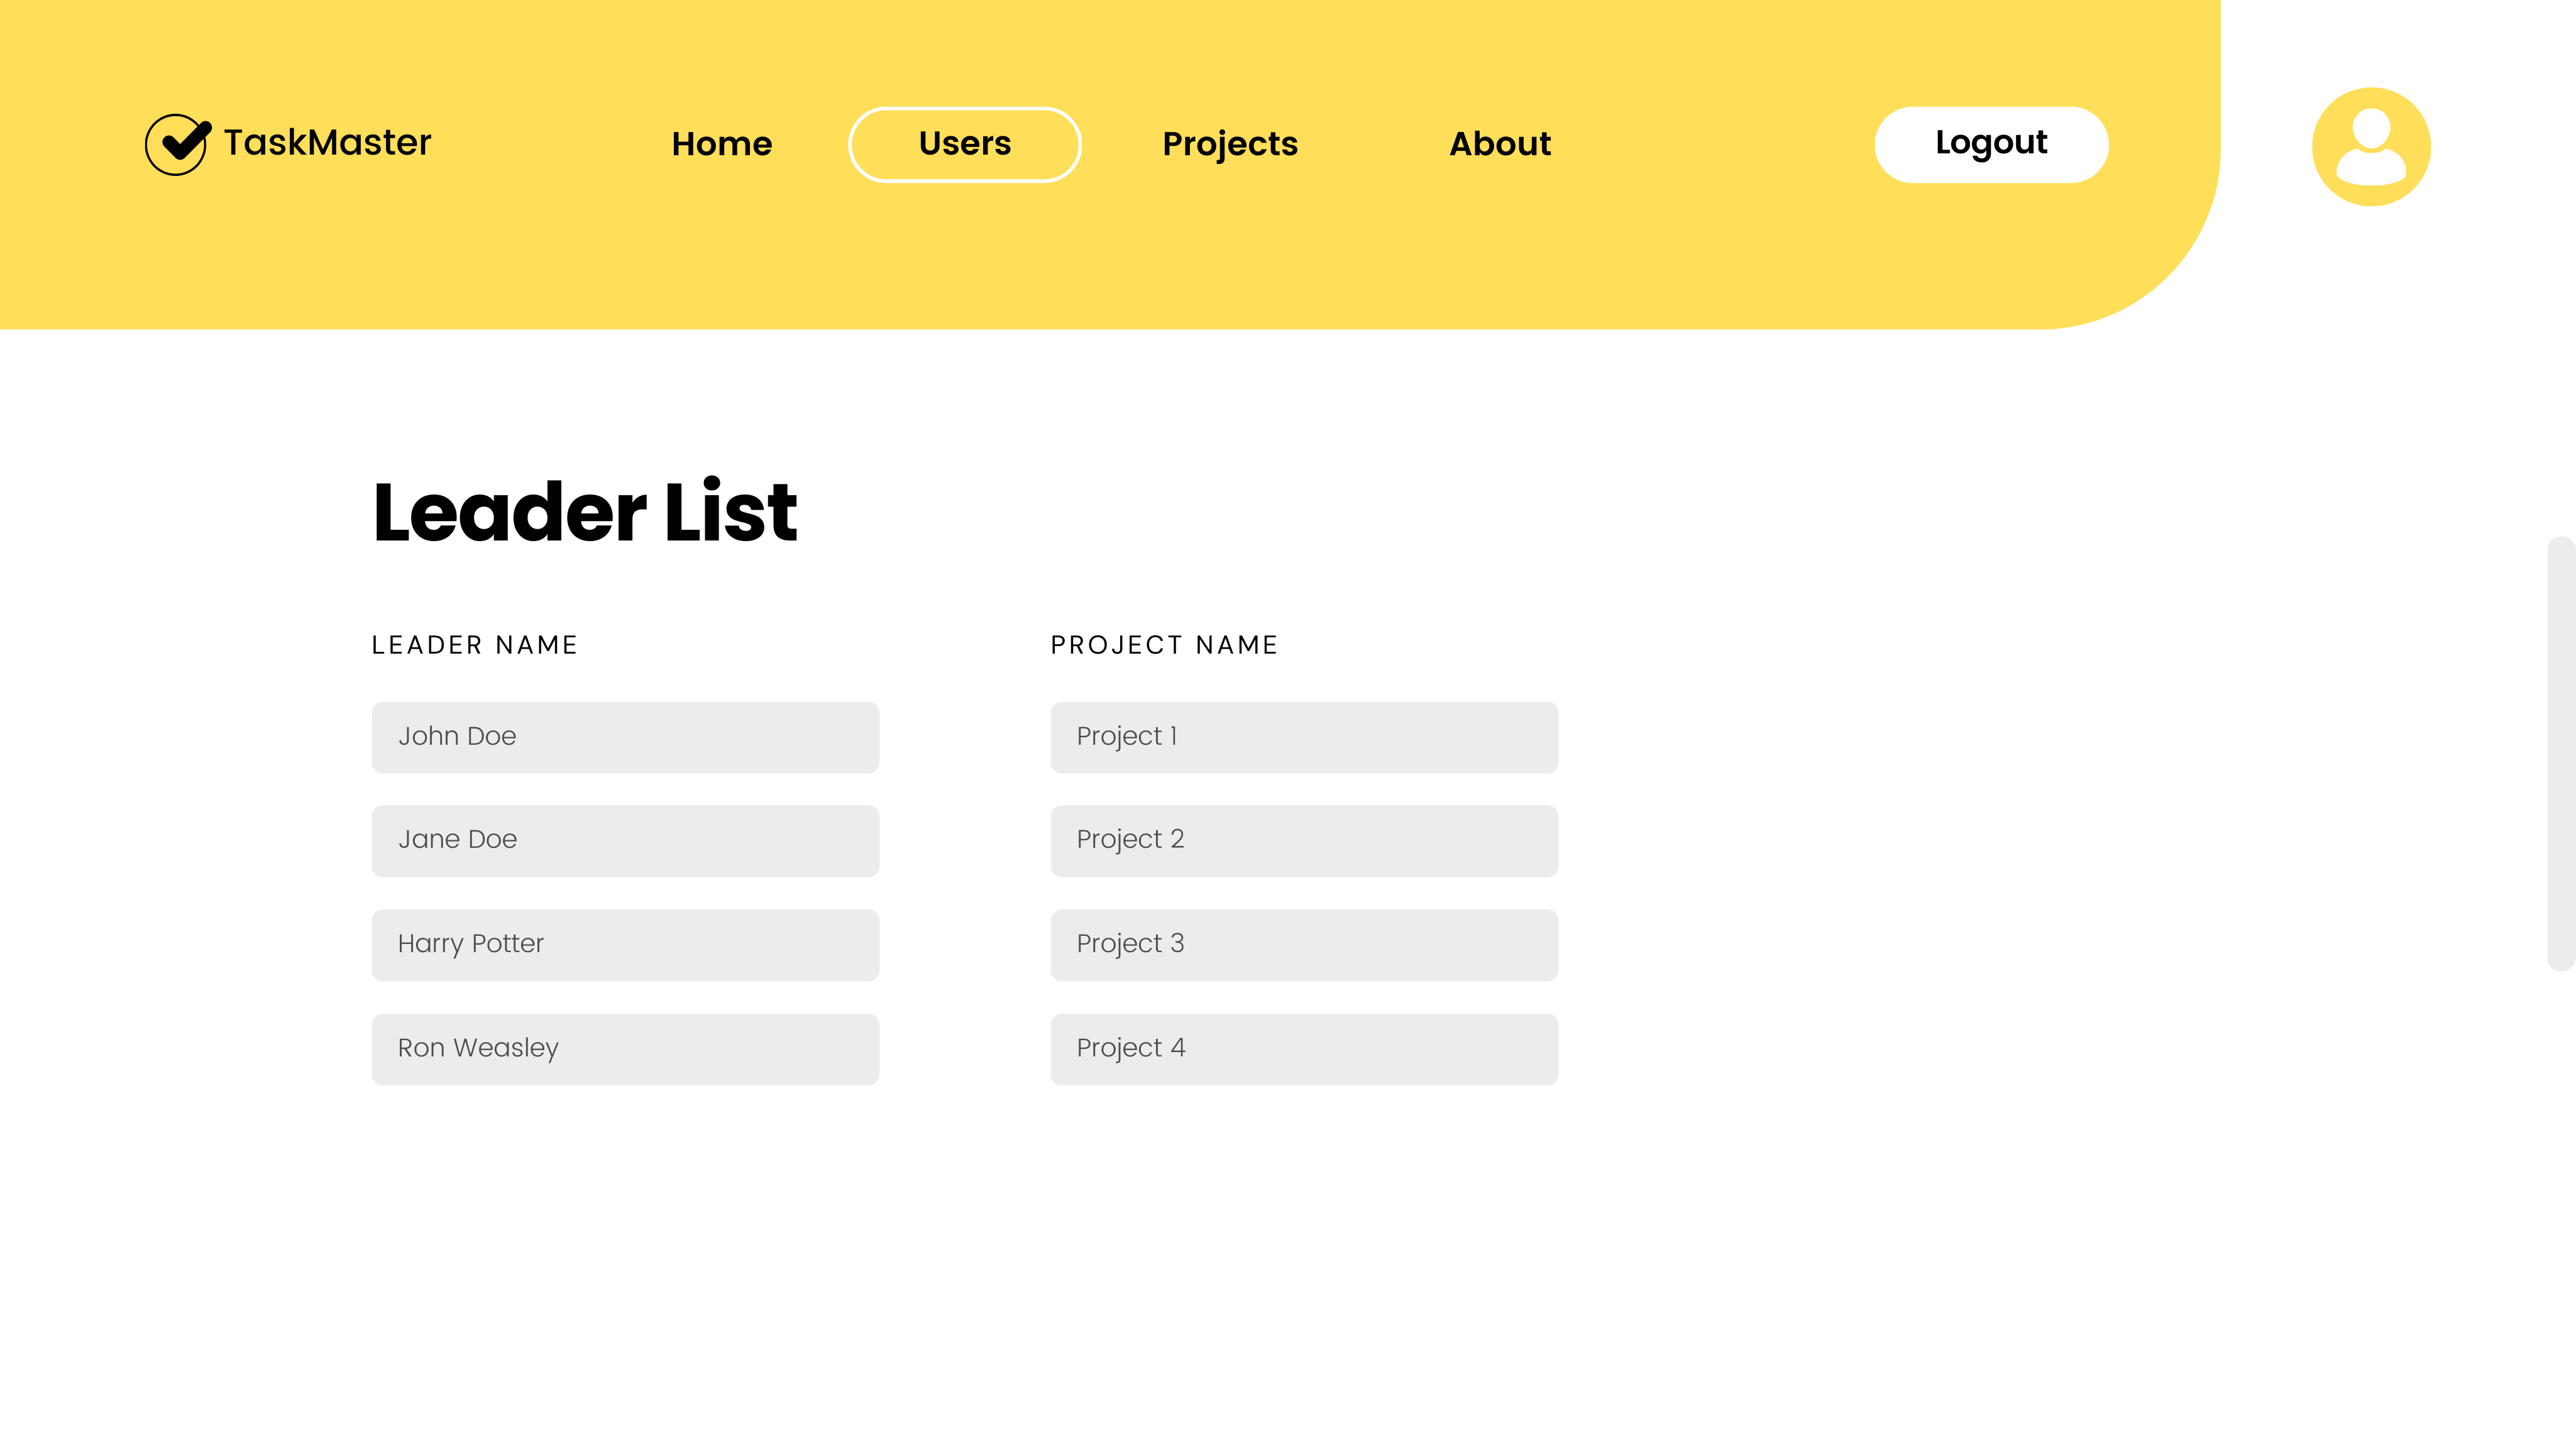 TaskMaster
Home Users Projects About Logout
Leader List
LEADER NAME PROJECT NAME
John Doe Project 1
Jane Doe Project 2
Harry Potter Project 3
Ron Weasley Project 4